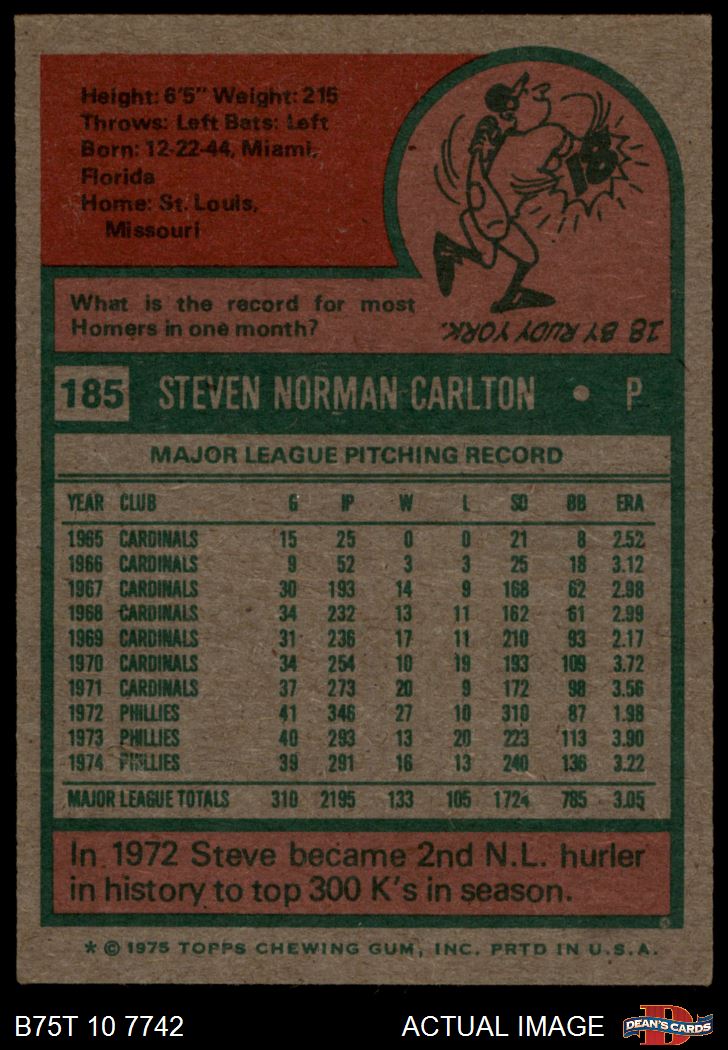 Height: 6'5" Weight: 215
Throws: Left Bats: Left
Born: 12-22-44, Miami,
Florida
Home: St. Louis,
Missouri
18
What is the record for most
Homers in one month?
18 BY RUDY YORK.
185 STEVEN NORMAN CARLTON • P
MAJOR LEAGUE PITCHING RECORD
YEAR CLUB G IP W L SO BB ERA
1965 CARDINALS 15 25 0 0 21 8 2.52
1966 CARDINALS 9 52 3 3 25 18 3.12
1967 CARDINALS 30 193 14 9 168 62 2.98
1968 CARDINALS 34 232 13 11 162 61 2.99
1969 CARDINALS 31 236 17 11 210 93 2.17
1970 CARDINALS 34 254 10 19 193 109 3.72
1971 CARDINALS 37 273 20 9 172 98 3.56
1972 PHILLIES 41 346 27 10 310 87 1.98
1973 PHILLIES 40 293 13 20 223 113 3.90
1974 PHILLIES 39 291 16 13 240 136 3.22
MAJOR LEAGUE TOTALS 310 2195 133 105 1724 785 3.05
In 1972 Steve became 2nd N.L. hurler
in history to top 300 K's in season.
* © 1975 TOPPS CHEWING GUM, INC. PRTD IN U.S.A.
B75T 10 7742 ACTUAL IMAGE D DEAN'S CARDS